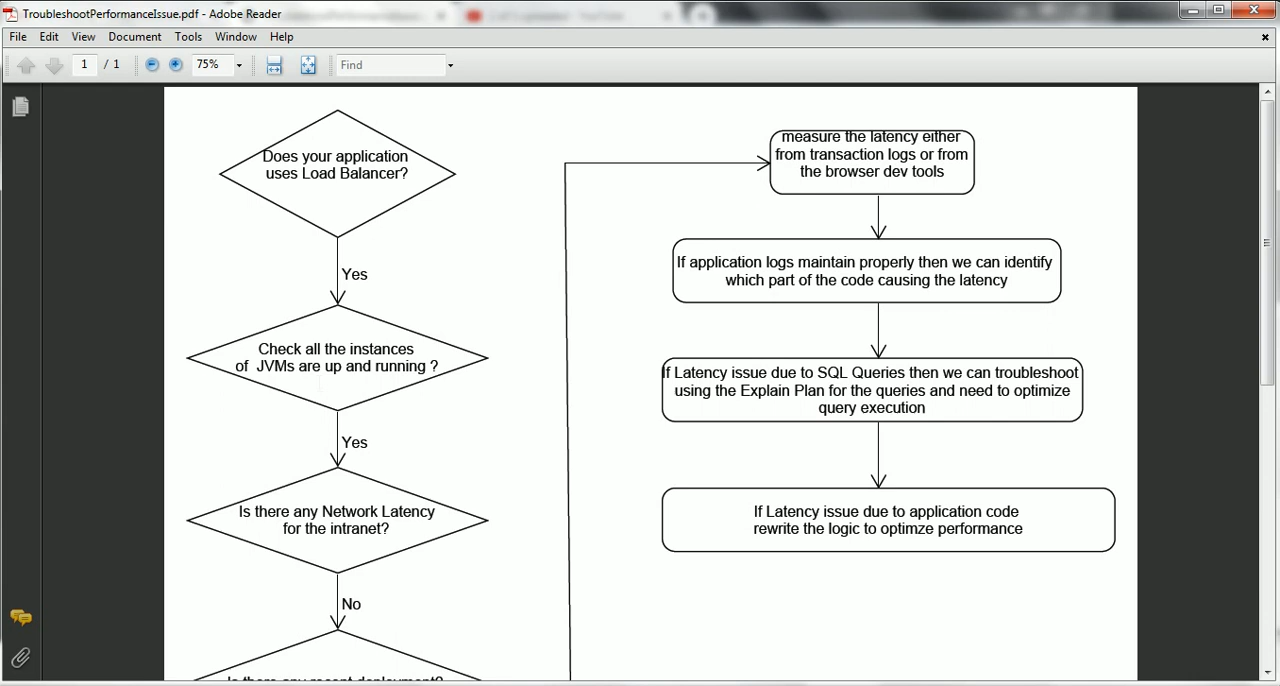 TroubleshootPerformanceIssue.pdf - Adobe Reader
File Edit View Document Tools Window Help
1 / 1 75% Find
Does your application
uses Load Balancer?
Yes
Check all the instances
of JVMs are up and running ?
Yes
Is there any Network Latency
for the intranet?
No
Is there any recent deployment?
measure the latency either
from transaction logs or from
the browser dev tools
If application logs maintain properly then we can identify
which part of the code causing the latency
If Latency issue due to SQL Queries then we can troubleshoot
using the Explain Plan for the queries and need to optimize
query execution
If Latency issue due to application code
rewrite the logic to optimze performance